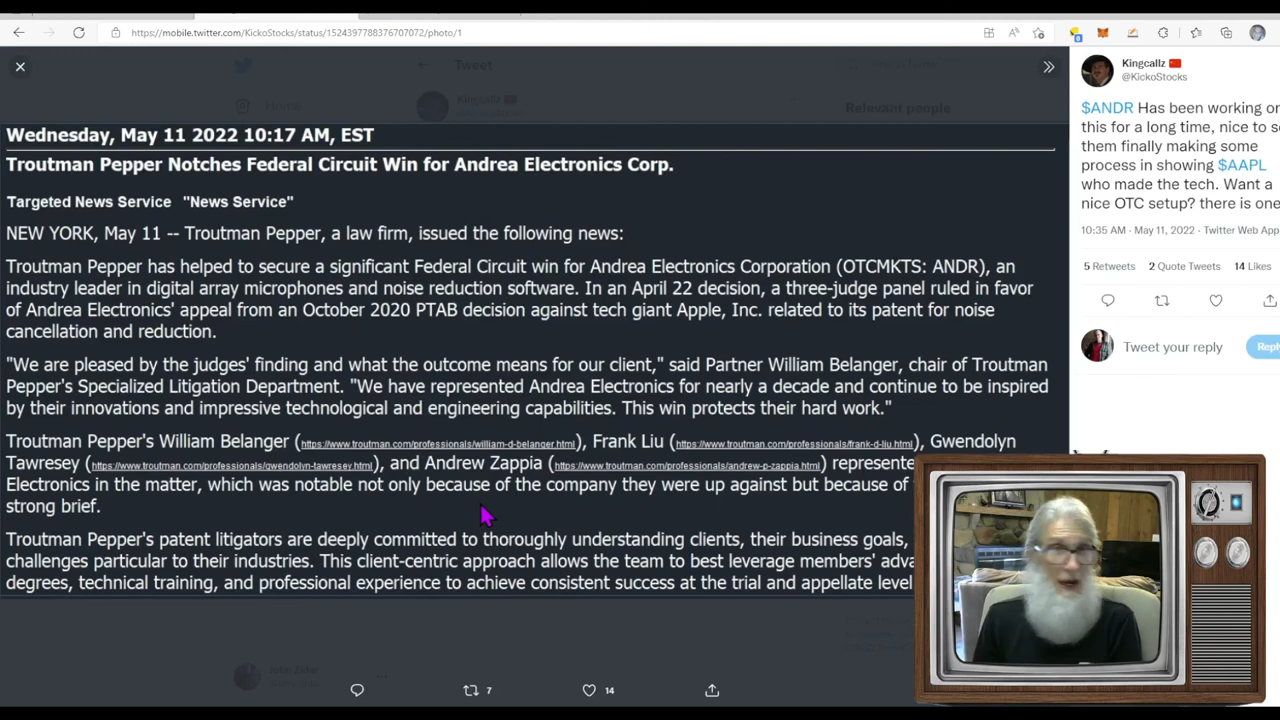 https://mobile.twitter.com/KickoStocks/status/1524397788376707072/photo/1
Tweet
Home
Kingcallz
@KickoStocks
Relevant people
Wednesday, May 11 2022 10:17 AM, EST
Troutman Pepper Notches Federal Circuit Win for Andrea Electronics Corp.
Targeted News Service "News Service"
NEW YORK, May 11 -- Troutman Pepper, a law firm, issued the following news:
Troutman Pepper has helped to secure a significant Federal Circuit win for Andrea Electronics Corporation (OTCMKTS: ANDR), an
industry leader in digital array microphones and noise reduction software. In an April 22 decision, a three-judge panel ruled in favor
of Andrea Electronics' appeal from an October 2020 PTAB decision against tech giant Apple, Inc. related to its patent for noise
cancellation and reduction.
"We are pleased by the judges' finding and what the outcome means for our client," said Partner William Belanger, chair of Troutman
Pepper's Specialized Litigation Department. "We have represented Andrea Electronics for nearly a decade and continue to be inspired
by their innovations and impressive technological and engineering capabilities. This win protects their hard work."
Troutman Pepper's William Belanger (https://www.troutman.com/professionals/william-d-belanger.html), Frank Liu (https://www.troutman.com/professionals/frank-d-liu.html), Gwendolyn
Tawresey (https://www.troutman.com/professionals/gwendolyn-tawresey.html), and Andrew Zappia (https://www.troutman.com/professionals/andrew-p-zappia.html) represente
Electronics in the matter, which was notable not only because of the company they were up against but because of
strong brief.
Troutman Pepper's patent litigators are deeply committed to thoroughly understanding clients, their business goals,
challenges particular to their industries. This client-centric approach allows the team to best leverage members' adva
degrees, technical training, and professional experience to achieve consistent success at the trial and appellate level
John Zidar
7
14
Kingcallz
@KickoStocks
$ANDR Has been working on
this for a long time, nice to se
them finally making some
process in showing $AAPL
who made the tech. Want a
nice OTC setup? there is one
10:35 AM · May 11, 2022 · Twitter Web App
5 Retweets 2 Quote Tweets 14 Likes
Tweet your reply
Reply